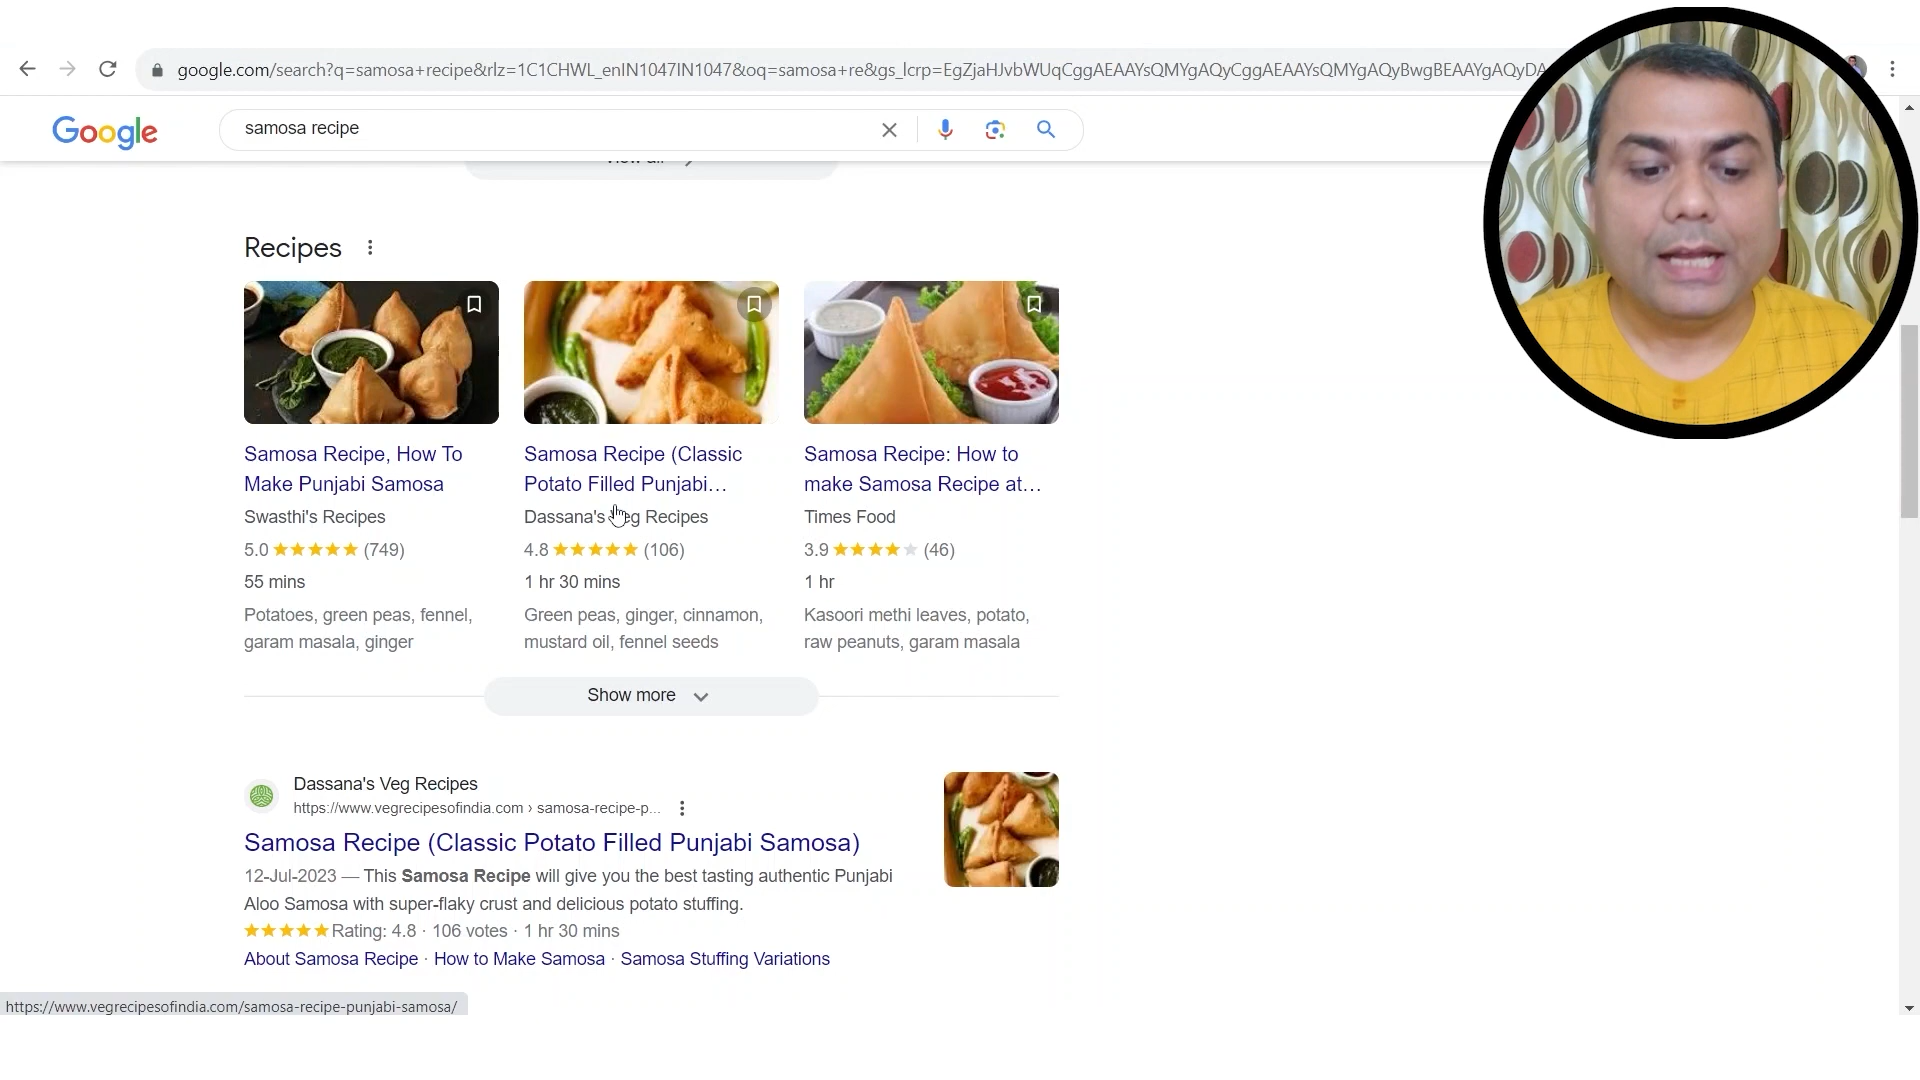 google.com/search?q=samosa+recipe&rlz=1C1CHWL_enIN1047IN1047&oq=samosa+re&gs_lcrp=EgZjaHJvbWUqCggAEAAYsQMYgAQyCggAEAAYsQMYgAQyBwgBEAAYgAQyDA
Google
samosa recipe
View all
Recipes
Samosa Recipe, How To
Make Punjabi Samosa
Swasthi's Recipes
5.0 (749)
55 mins
Potatoes, green peas, fennel,
garam masala, ginger
Samosa Recipe (Classic
Potato Filled Punjabi...
Dassana's Veg Recipes
4.8 (106)
1 hr 30 mins
Green peas, ginger, cinnamon,
mustard oil, fennel seeds
Samosa Recipe: How to
make Samosa Recipe at...
Times Food
3.9 (46)
1 hr
Kasoori methi leaves, potato,
raw peanuts, garam masala
Show more
Dassana's Veg Recipes
https://www.vegrecipesofindia.com › samosa-recipe-p...
Samosa Recipe (Classic Potato Filled Punjabi Samosa)
12-Jul-2023 — This Samosa Recipe will give you the best tasting authentic Punjabi
Aloo Samosa with super-flaky crust and delicious potato stuffing.
Rating: 4.8 · 106 votes · 1 hr 30 mins
About Samosa Recipe · How to Make Samosa · Samosa Stuffing Variations
https://www.vegrecipesofindia.com/samosa-recipe-punjabi-samosa/